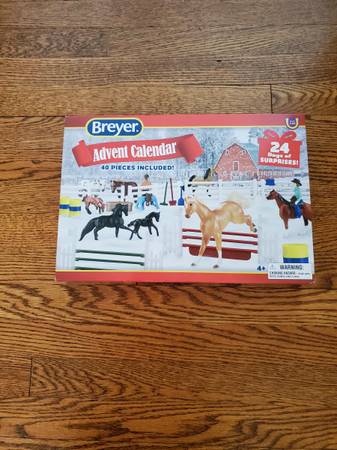 Breyer.
Advent Calendar
40 PIECES INCLUDED!
24
Days of
SURPRISES!
4+
WARNING: